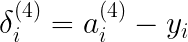 δ_i^{(4)} = a_i^{(4)} − y_i